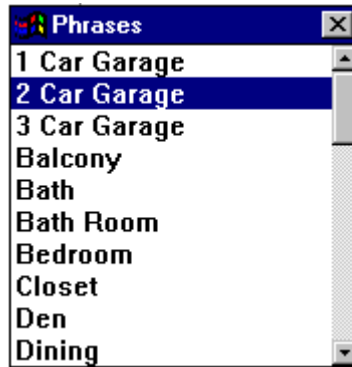 Phrases
1 Car Garage
2 Car Garage
3 Car Garage
Balcony
Bath
Bath Room
Bedroom
Closet
Den
Dining